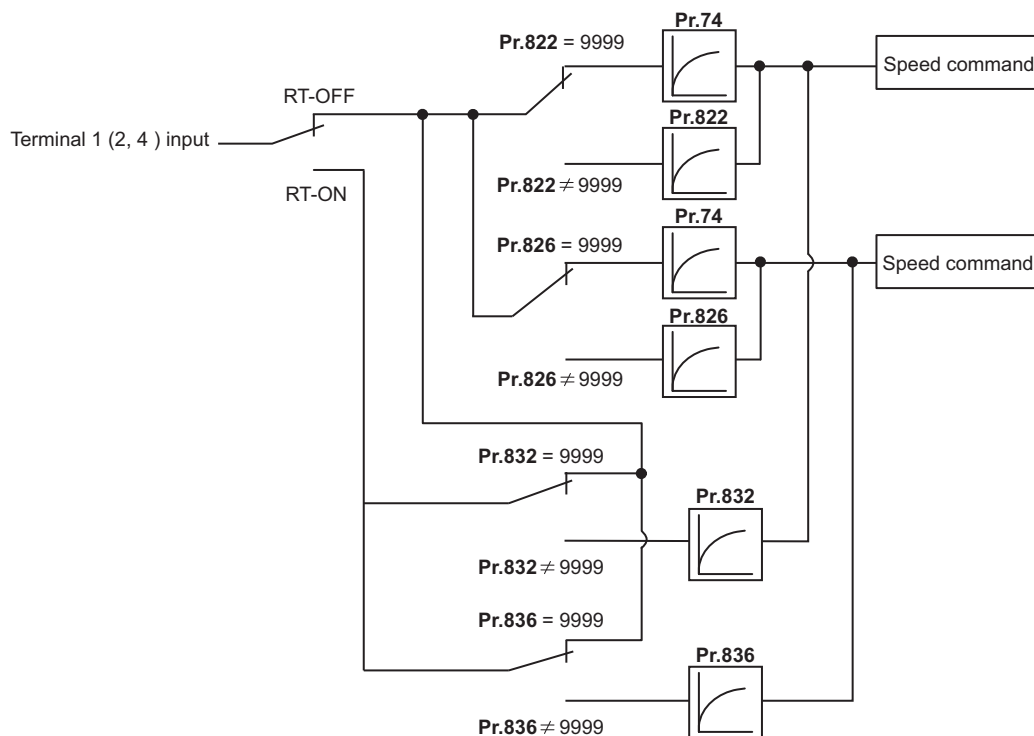 Pr.74
Pr.822 = 9999
Speed command
RT-OFF
Terminal 1 (2, 4 ) input
Pr.822
Pr.822 ≠ 9999
RT-ON
Pr.74
Pr.826 = 9999
Speed command
Pr.826
Pr.826 ≠ 9999
Pr.832 = 9999
Pr.832
Pr.832 ≠ 9999
Pr.836 = 9999
Pr.836
Pr.836 ≠ 9999